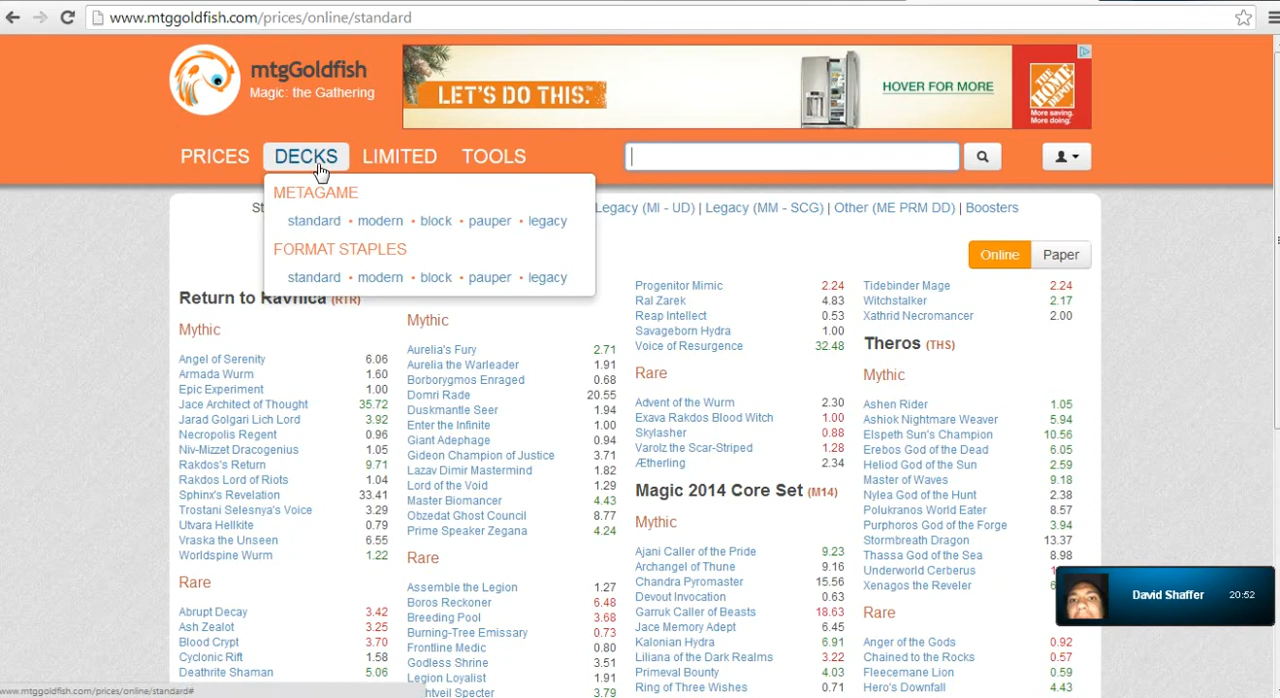 www.mtggoldfish.com/prices/online/standard
mtgGoldfish
Magic: the Gathering
LET'S DO THIS.™
HOVER FOR MORE
THE HOME DEPOT
More saving.
More doing.
PRICES DECKS LIMITED TOOLS
METAGAME
standard • modern • block • pauper • legacy
FORMAT STAPLES
standard • modern • block • pauper • legacy
St
Legacy (MI - UD) | Legacy (MM - SCG) | Other (ME PRM DD) | Boosters
Online Paper
Return to Ravnica (RTR)
Mythic
Angel of Serenity 6.06
Armada Wurm 1.60
Epic Experiment 1.00
Jace Architect of Thought 35.72
Jarad Golgari Lich Lord 3.92
Necropolis Regent 0.96
Niv-Mizzet Dracogenius 1.05
Rakdos's Return 9.71
Rakdos Lord of Riots 1.04
Sphinx's Revelation 33.41
Trostani Selesnya's Voice 3.29
Utvara Hellkite 0.79
Vraska the Unseen 6.55
Worldspine Wurm 1.22
Rare
Abrupt Decay 3.42
Ash Zealot 3.25
Blood Crypt 3.70
Cyclonic Rift 1.58
Deathrite Shaman 5.06
Mythic
Aurelia's Fury 2.71
Aurelia the Warleader 1.91
Borborygmos Enraged 0.68
Domri Rade 20.55
Duskmantle Seer 1.94
Enter the Infinite 1.00
Giant Adephage 0.94
Gideon Champion of Justice 3.71
Lazav Dimir Mastermind 1.82
Lord of the Void 1.29
Master Biomancer 4.43
Obzedat Ghost Council 8.77
Prime Speaker Zegana 4.24
Rare
Assemble the Legion 1.27
Boros Reckoner 6.48
Breeding Pool 3.68
Burning-Tree Emissary 0.73
Frontline Medic 0.80
Godless Shrine 3.51
Legion Loyalist 1.91
htveil Specter 3.79
Progenitor Mimic 2.24
Ral Zarek 4.83
Reap Intellect 0.53
Savageborn Hydra 1.00
Voice of Resurgence 32.48
Rare
Advent of the Wurm 2.30
Exava Rakdos Blood Witch 1.00
Skylasher 0.88
Varolz the Scar-Striped 1.28
Ætherling 2.34
Magic 2014 Core Set (M14)
Mythic
Ajani Caller of the Pride 9.23
Archangel of Thune 9.16
Chandra Pyromaster 15.56
Devout Invocation 0.63
Garruk Caller of Beasts 18.63
Jace Memory Adept 6.45
Kalonian Hydra 6.91
Liliana of the Dark Realms 3.22
Primeval Bounty 4.03
Ring of Three Wishes 0.71
Tidebinder Mage 2.24
Witchstalker 2.17
Xathrid Necromancer 2.00
Theros (THS)
Mythic
Ashen Rider 1.05
Ashiok Nightmare Weaver 5.94
Elspeth Sun's Champion 10.56
Erebos God of the Dead 6.05
Heliod God of the Sun 2.59
Master of Waves 9.18
Nylea God of the Hunt 2.38
Polukranos World Eater 8.57
Purphoros God of the Forge 3.94
Stormbreath Dragon 13.37
Thassa God of the Sea 8.98
Underworld Cerberus
Xenagos the Reveler
Rare
Anger of the Gods 0.92
Chained to the Rocks 0.57
Fleecemane Lion 0.59
Hero's Downfall 4.43
David Shaffer 20:52
www.mtggoldfish.com/prices/online/standard#